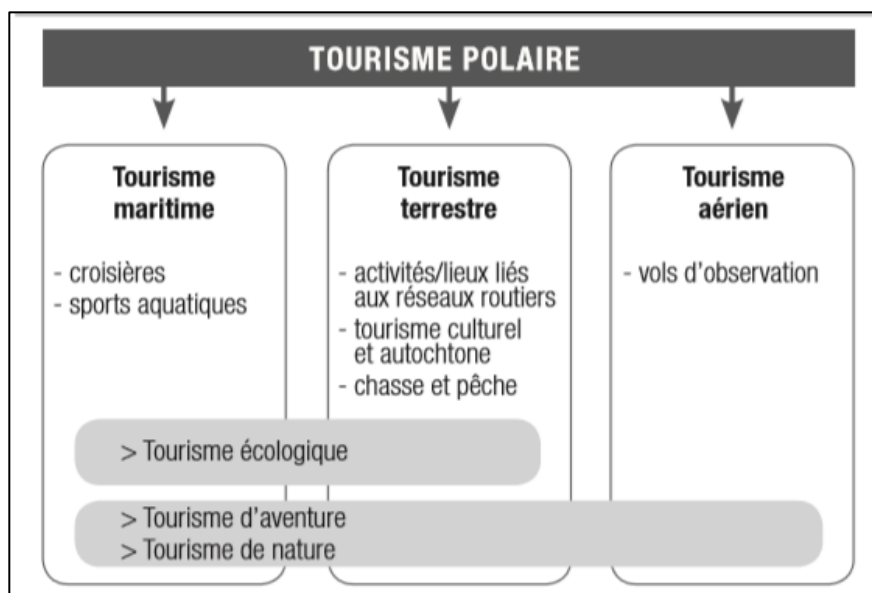 TOURISME POLAIRE
Tourisme
maritime
- croisières
- sports aquatiques
Tourisme
terrestre
- activités/lieux liés
aux réseaux routiers
- tourisme culturel
et autochtone
- chasse et pêche
Tourisme
aérien
- vols d'observation
> Tourisme écologique
> Tourisme d'aventure
> Tourisme de nature